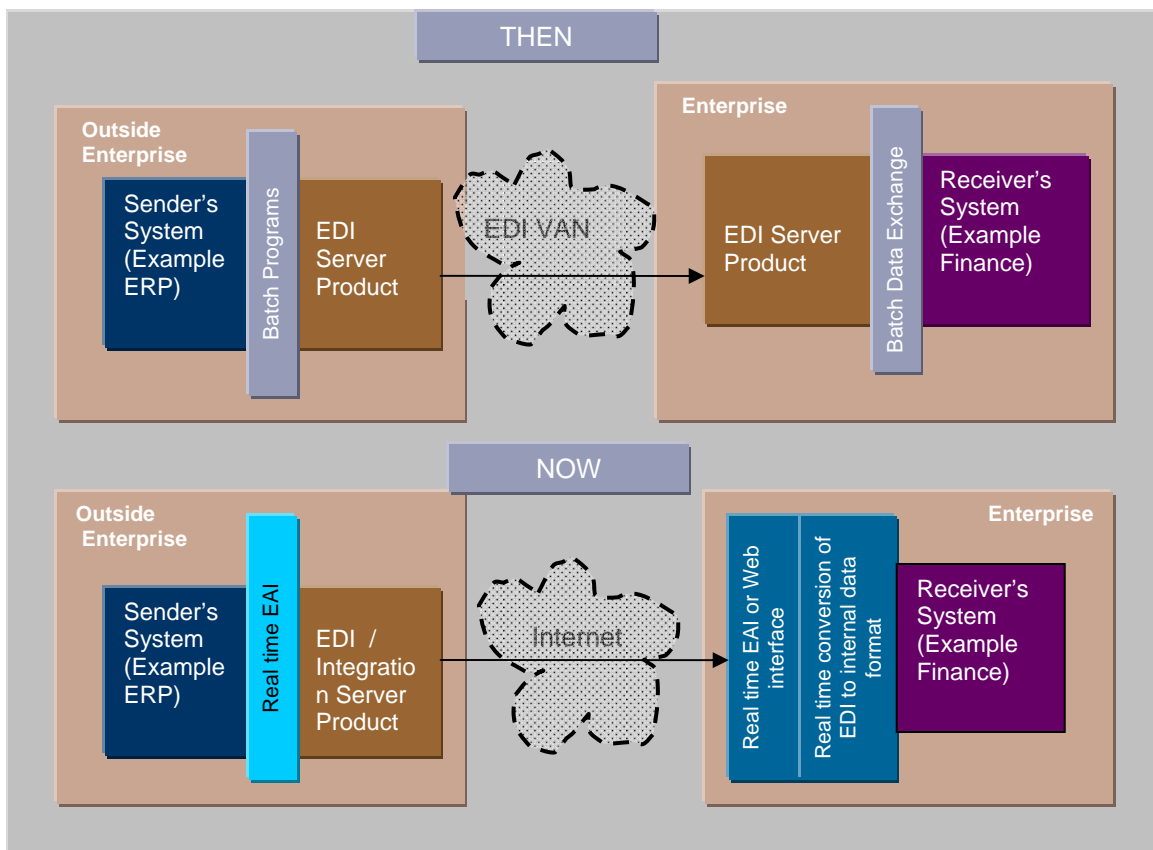 THEN
Outside
Enterprise
Sender's
System
(Example
ERP)
Batch Programs
EDI
Server
Product
EDI VAN
Enterprise
EDI Server
Product
Batch Data Exchange
Receiver's
System
(Example
Finance)
NOW
Outside
Enterprise
Sender's
System
(Example
ERP)
Real time EAI
EDI /
Integratio
n Server
Product
Internet
Enterprise
Real time EAI or Web
interface
Real time conversion of
EDI to internal data
format
Receiver's
System
(Example
Finance)